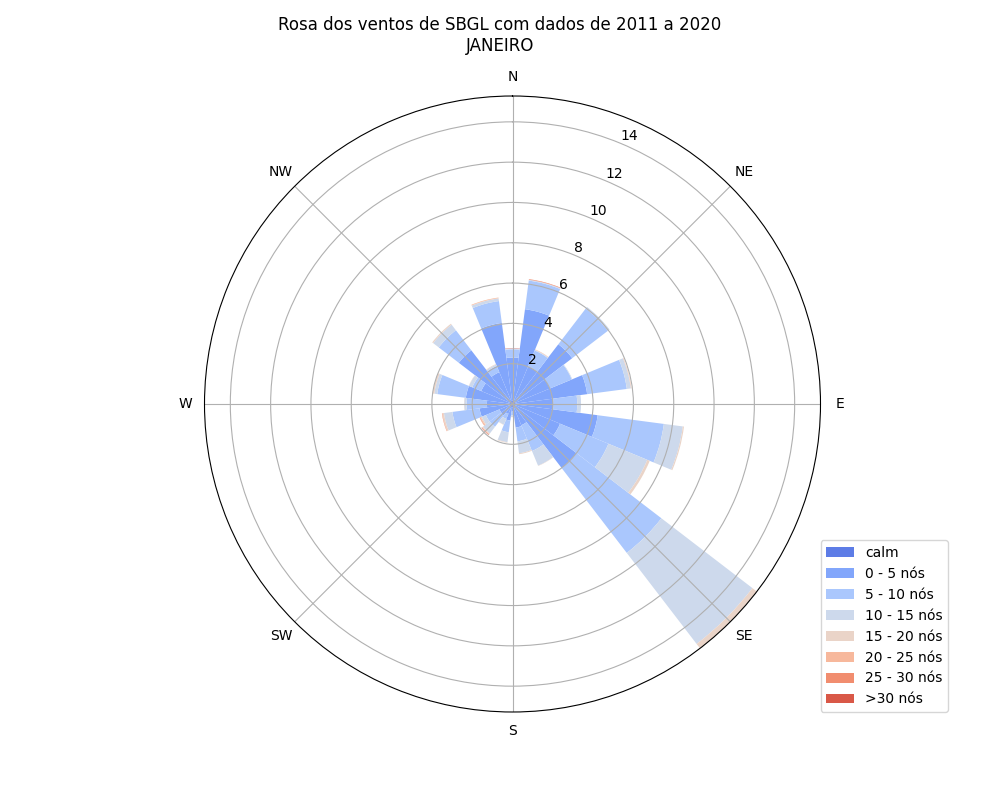 Rosa dos ventos de SBGL com dados de 2011 a 2020
JANEIRO
N
NE
E
SE
S
SW
W
NW
14
12
10
8
6
4
2
calm
0 - 5 nós
5 - 10 nós
10 - 15 nós
15 - 20 nós
20 - 25 nós
25 - 30 nós
>30 nós